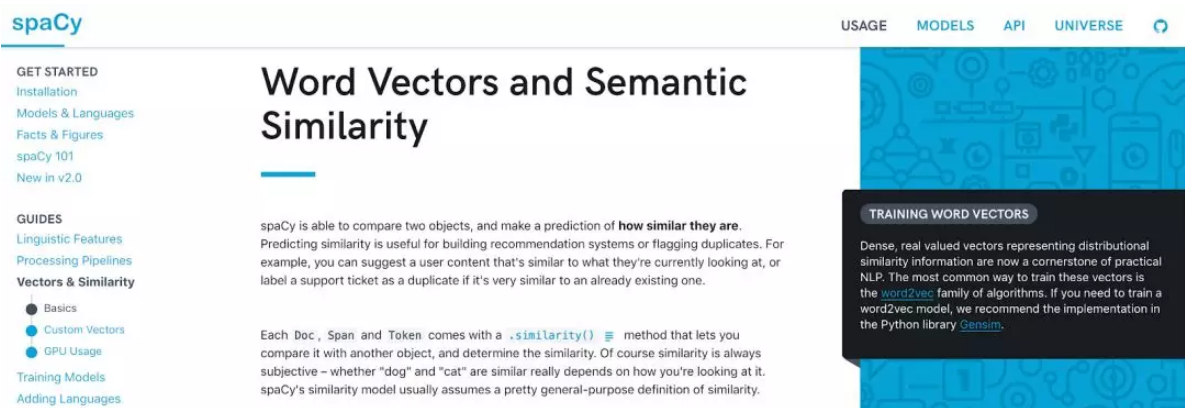 spaCy
USAGE
MODELS
API
UNIVERSE
GET STARTED
Installation
Models & Languages
Facts & Figures
spaCy 101
New in v2.0
GUIDES
Linguistic Features
Processing Pipelines
Vectors & Similarity
Basics
Custom Vectors
GPU Usage
Training Models
Adding Languages
Word Vectors and Semantic
Similarity
spaCy is able to compare two objects, and make a prediction of how similar they are.
Predicting similarity is useful for building recommendation systems or flagging duplicates. For
example, you can suggest a user content that's similar to what they're currently looking at, or
label a support ticket as a duplicate if it's very similar to an already existing one.
Each Doc, Span and Token comes with a .similarity() method that lets you
compare it with another object, and determine the similarity. Of course similarity is always
subjective – whether "dog" and "cat" are similar really depends on how you're looking at it.
spaCy's similarity model usually assumes a pretty general-purpose definition of similarity.
TRAINING WORD VECTORS
Dense, real valued vectors representing distributional
similarity information are now a cornerstone of practical
NLP. The most common way to train these vectors is
the word2vec family of algorithms. If you need to train a
word2vec model, we recommend the implementation in
the Python library Gensim.